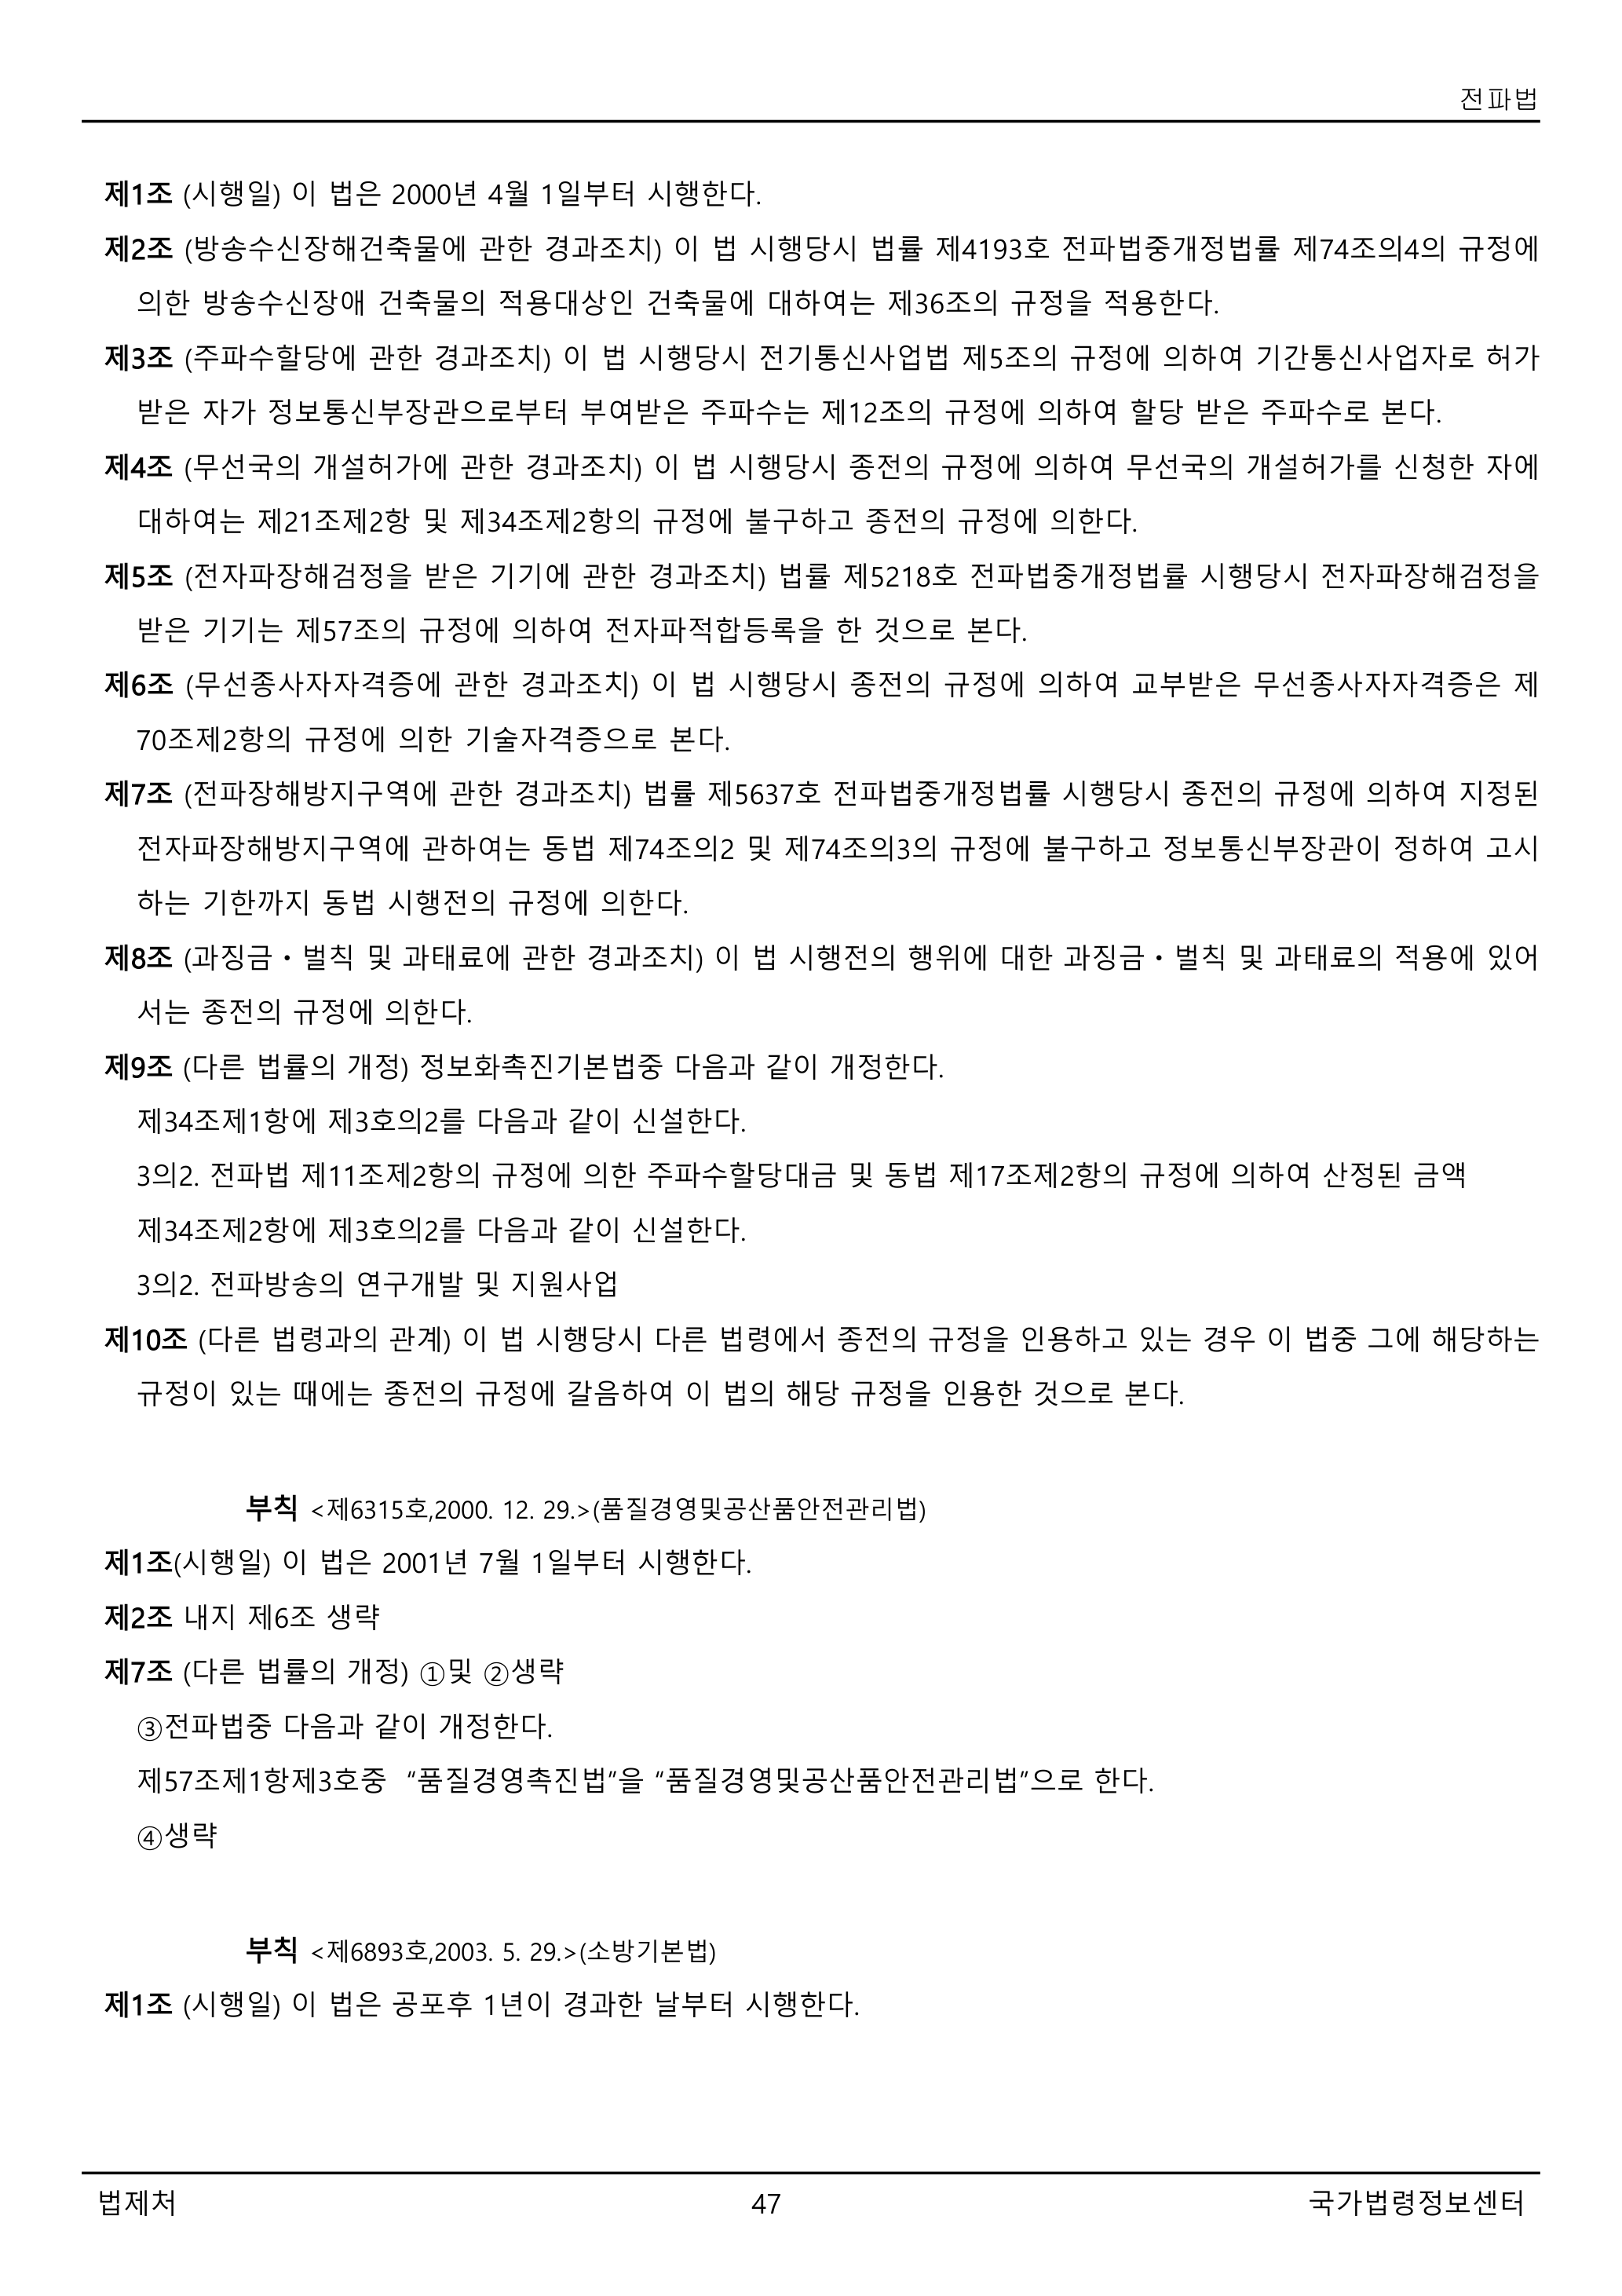 전파법
제1조 (시행일) 이 법은 2000년 4월 1일부터 시행한다.
제2조 (방송수신장해건축물에 관한 경과조치) 이 법 시행당시 법률 제4193호 전파법중개정법률 제74조의4의 규정에
의한 방송수신장애 건축물의 적용대상인 건축물에 대하여는 제36조의 규정을 적용한다.
제3조 (주파수할당에 관한 경과조치) 이 법 시행당시 전기통신사업법 제5조의 규정에 의하여 기간통신사업자로 허가
받은 자가 정보통신부장관으로부터 부여받은 주파수는 제12조의 규정에 의하여 할당 받은 주파수로 본다.
제4조 (무선국의 개설허가에 관한 경과조치) 이 법 시행당시 종전의 규정에 의하여 무선국의 개설허가를 신청한 자에
대하여는 제21조제2항 및 제34조제2항의 규정에 불구하고 종전의 규정에 의한다.
제5조 (전자파장해검정을 받은 기기에 관한 경과조치) 법률 제5218호 전파법중개정법률 시행당시 전자파장해검정을
받은 기기는 제57조의 규정에 의하여 전자파적합등록을 한 것으로 본다.
제6조 (무선종사자자격증에 관한 경과조치) 이 법 시행당시 종전의 규정에 의하여 교부받은 무선종사자자격증은 제
70조제2항의 규정에 의한 기술자격증으로 본다.
제7조 (전파장해방지구역에 관한 경과조치) 법률 제5637호 전파법중개정법률 시행당시 종전의 규정에 의하여 지정된
전자파장해방지구역에 관하여는 동법 제74조의2 및 제74조의3의 규정에 불구하고 정보통신부장관이 정하여 고시
하는 기한까지 동법 시행전의 규정에 의한다.
제8조 (과징금ㆍ벌칙 및 과태료에 관한 경과조치) 이 법 시행전의 행위에 대한 과징금ㆍ벌칙 및 과태료의 적용에 있어
서는 종전의 규정에 의한다.
제9조 (다른 법률의 개정) 정보화촉진기본법중 다음과 같이 개정한다.
제34조제1항에 제3호의2를 다음과 같이 신설한다.
3의2. 전파법 제11조제2항의 규정에 의한 주파수할당대금 및 동법 제17조제2항의 규정에 의하여 산정된 금액
제34조제2항에 제3호의2를 다음과 같이 신설한다.
3의2. 전파방송의 연구개발 및 지원사업
제10조 (다른 법령과의 관계) 이 법 시행당시 다른 법령에서 종전의 규정을 인용하고 있는 경우 이 법중 그에 해당하는
규정이 있는 때에는 종전의 규정에 갈음하여 이 법의 해당 규정을 인용한 것으로 본다.
부칙 <제6315호,2000. 12. 29.>(품질경영및공산품안전관리법)
제1조(시행일) 이 법은 2001년 7월 1일부터 시행한다.
제2조 내지 제6조 생략
제7조 (다른 법률의 개정) ①및 ②생략
③전파법중 다음과 같이 개정한다.
제57조제1항제3호중  “품질경영촉진법”을 “품질경영및공산품안전관리법”으로 한다.
④생략
부칙 <제6893호,2003. 5. 29.>(소방기본법)
제1조 (시행일) 이 법은 공포후 1년이 경과한 날부터 시행한다.
법제처 47 국가법령정보센터